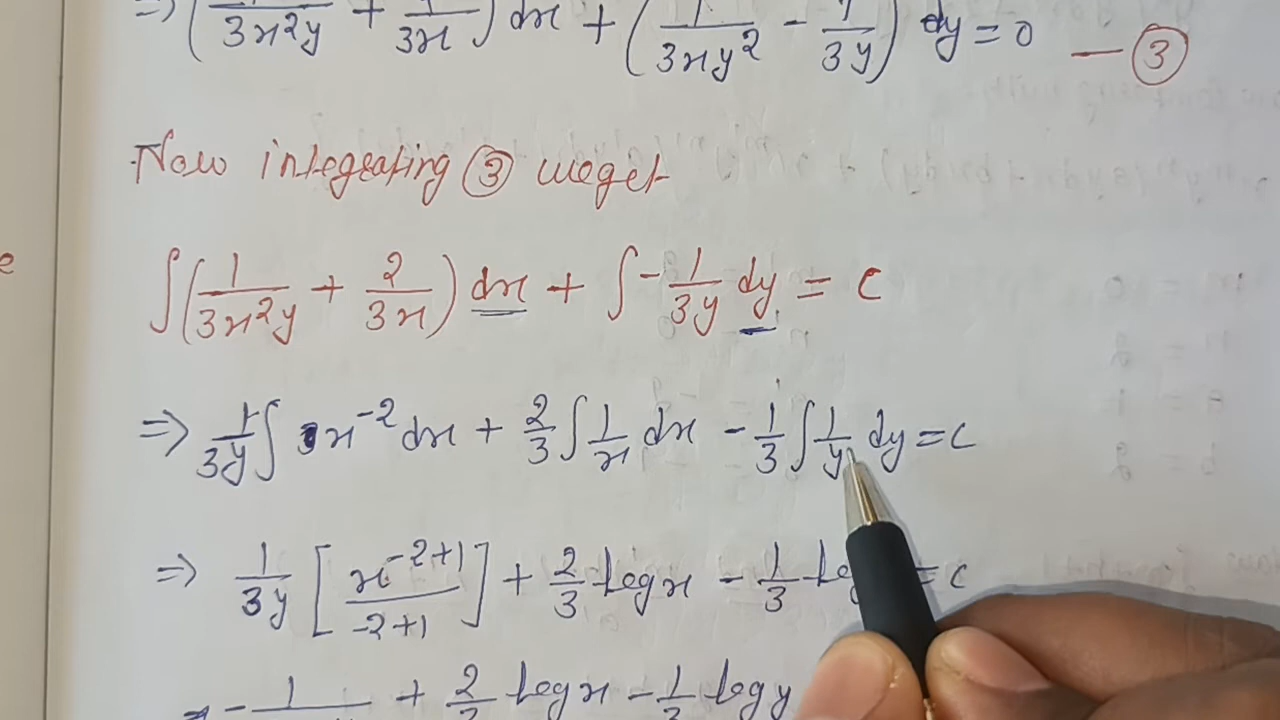 => (1/3x²y + 1/3x) dx + (1/3xy² - 1/3y) dy = 0 — ③
Now integrating ③ we get
∫(1/3x²y + 2/3x) dx + ∫ -1/3y dy = c
=> 1/3y ∫ x⁻² dx + 2/3 ∫ 1/x dx - 1/3 ∫ 1/y dy = c
=> 1/3y [x⁻²⁺¹/-2+1] + 2/3 log x - 1/3 log = c
- 1 + 2/3 log x - 1/3 log y